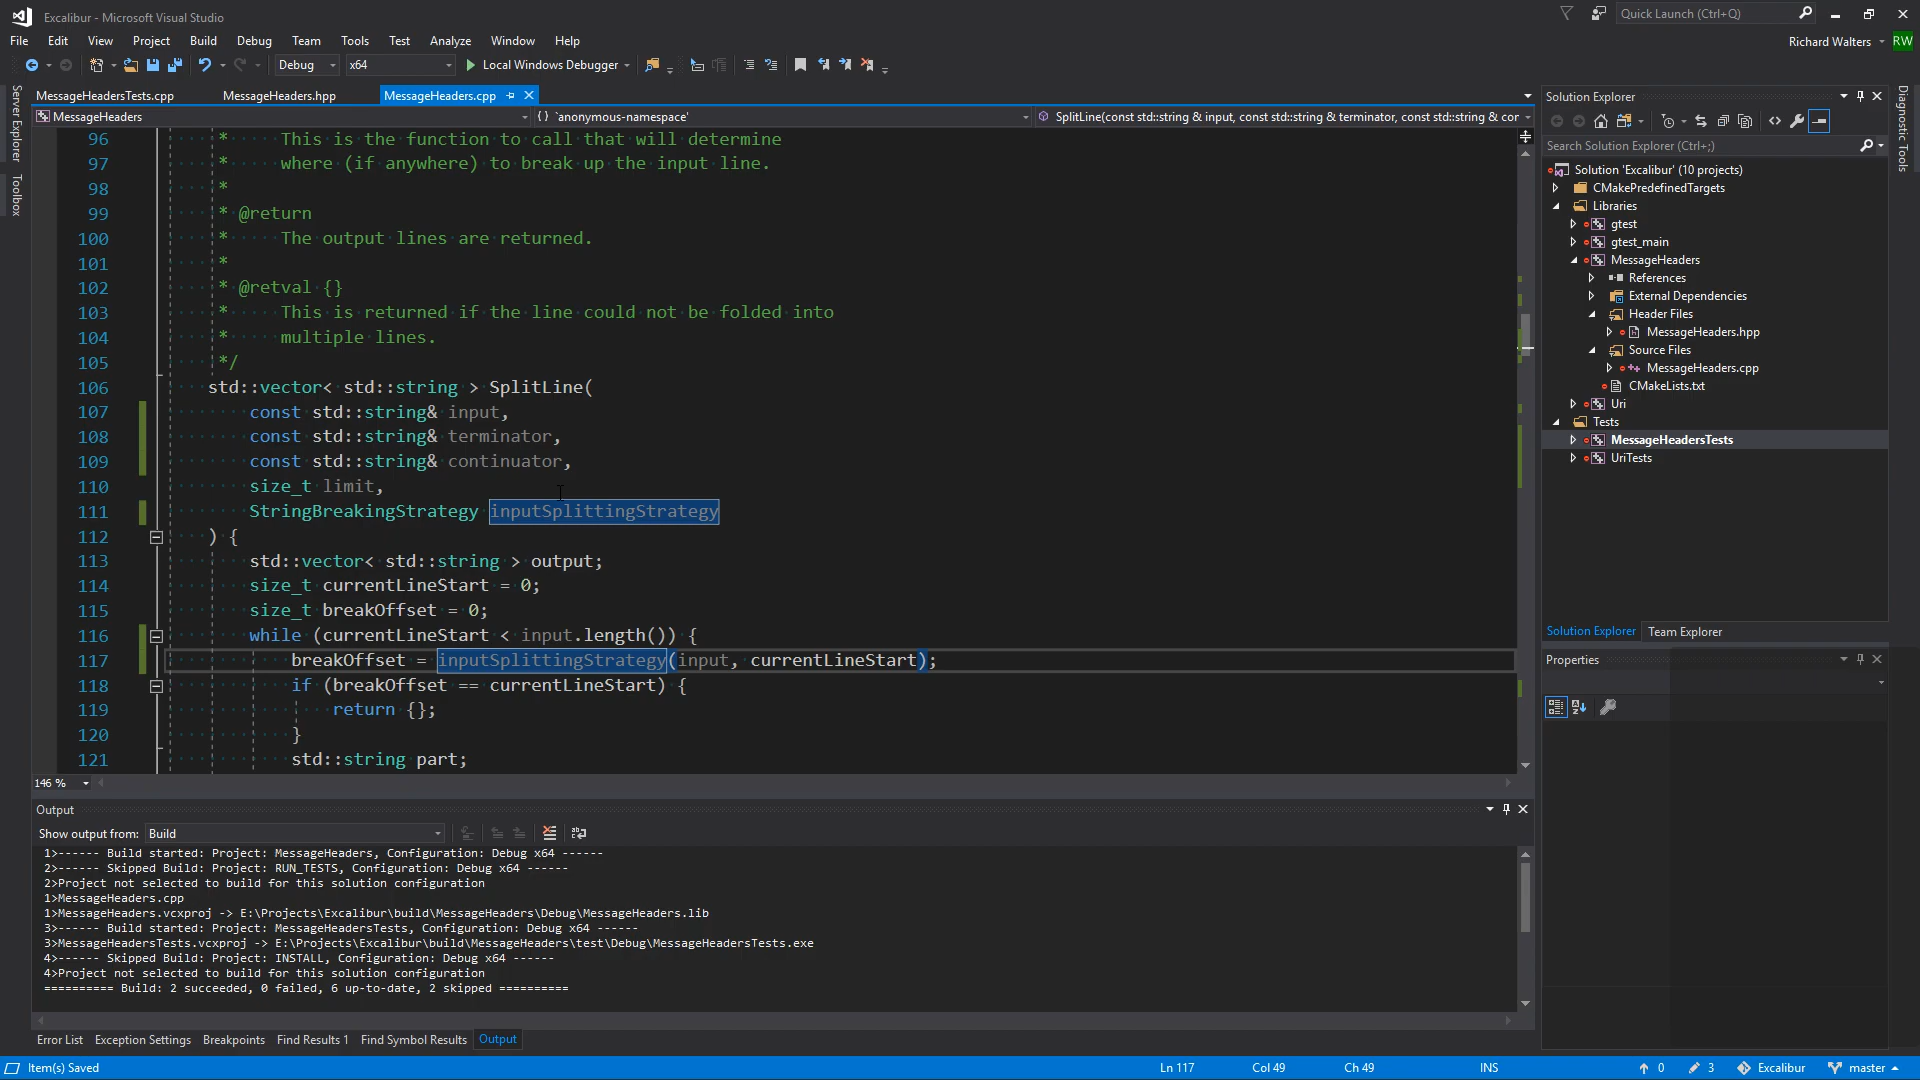 Excalibur - Microsoft Visual Studio
Quick Launch (Ctrl+Q)
File Edit View Project Build Debug Team Tools Test Analyze Window Help
Richard Walters RW
Debug x64 Local Windows Debugger
Server Explorer
Toolbox
MessageHeadersTests.cpp MessageHeaders.hpp MessageHeaders.cpp
MessageHeaders {} `anonymous-namespace' SplitLine(const std::string & input, const std::string & terminator, const std::string & cor
96 * This is the function to call that will determine
97 * where (if anywhere) to break up the input line.
98 *
99 * @return
100 * The output lines are returned.
101 *
102 * @retval {}
103 * This is returned if the line could not be folded into
104 * multiple lines.
105 */
106 std::vector< std::string > SplitLine(
107 const std::string& input,
108 const std::string& terminator,
109 const std::string& continuator,
110 size_t limit,
111 StringBreakingStrategy inputSplittingStrategy
112 ) {
113 std::vector< std::string > output;
114 size_t currentLineStart = 0;
115 size_t breakOffset = 0;
116 while (currentLineStart < input.length()) {
117 breakOffset = inputSplittingStrategy(input, currentLineStart);
118 if (breakOffset == currentLineStart) {
119 return {};
120 }
121 std::string part;
146 %
Output
Show output from: Build
1>------ Build started: Project: MessageHeaders, Configuration: Debug x64 ------
2>------ Skipped Build: Project: RUN_TESTS, Configuration: Debug x64 ------
2>Project not selected to build for this solution configuration
1>MessageHeaders.cpp
1>MessageHeaders.vcxproj -> E:\Projects\Excalibur\build\MessageHeaders\Debug\MessageHeaders.lib
3>------ Build started: Project: MessageHeadersTests, Configuration: Debug x64 ------
3>MessageHeadersTests.vcxproj -> E:\Projects\Excalibur\build\MessageHeaders\test\Debug\MessageHeadersTests.exe
4>------ Skipped Build: Project: INSTALL, Configuration: Debug x64 ------
4>Project not selected to build for this solution configuration
========== Build: 2 succeeded, 0 failed, 6 up-to-date, 2 skipped ==========
Error List Exception Settings Breakpoints Find Results 1 Find Symbol Results Output
Solution Explorer
Search Solution Explorer (Ctrl+;)
Solution 'Excalibur' (10 projects)
CMakePredefinedTargets
Libraries
gtest
gtest_main
MessageHeaders
References
External Dependencies
Header Files
MessageHeaders.hpp
Source Files
MessageHeaders.cpp
CMakeLists.txt
Uri
Tests
MessageHeadersTests
UriTests
Solution Explorer Team Explorer
Properties
Diagnostic Tools
Item(s) Saved Ln 117 Col 49 Ch 49 INS 0 3 Excalibur master